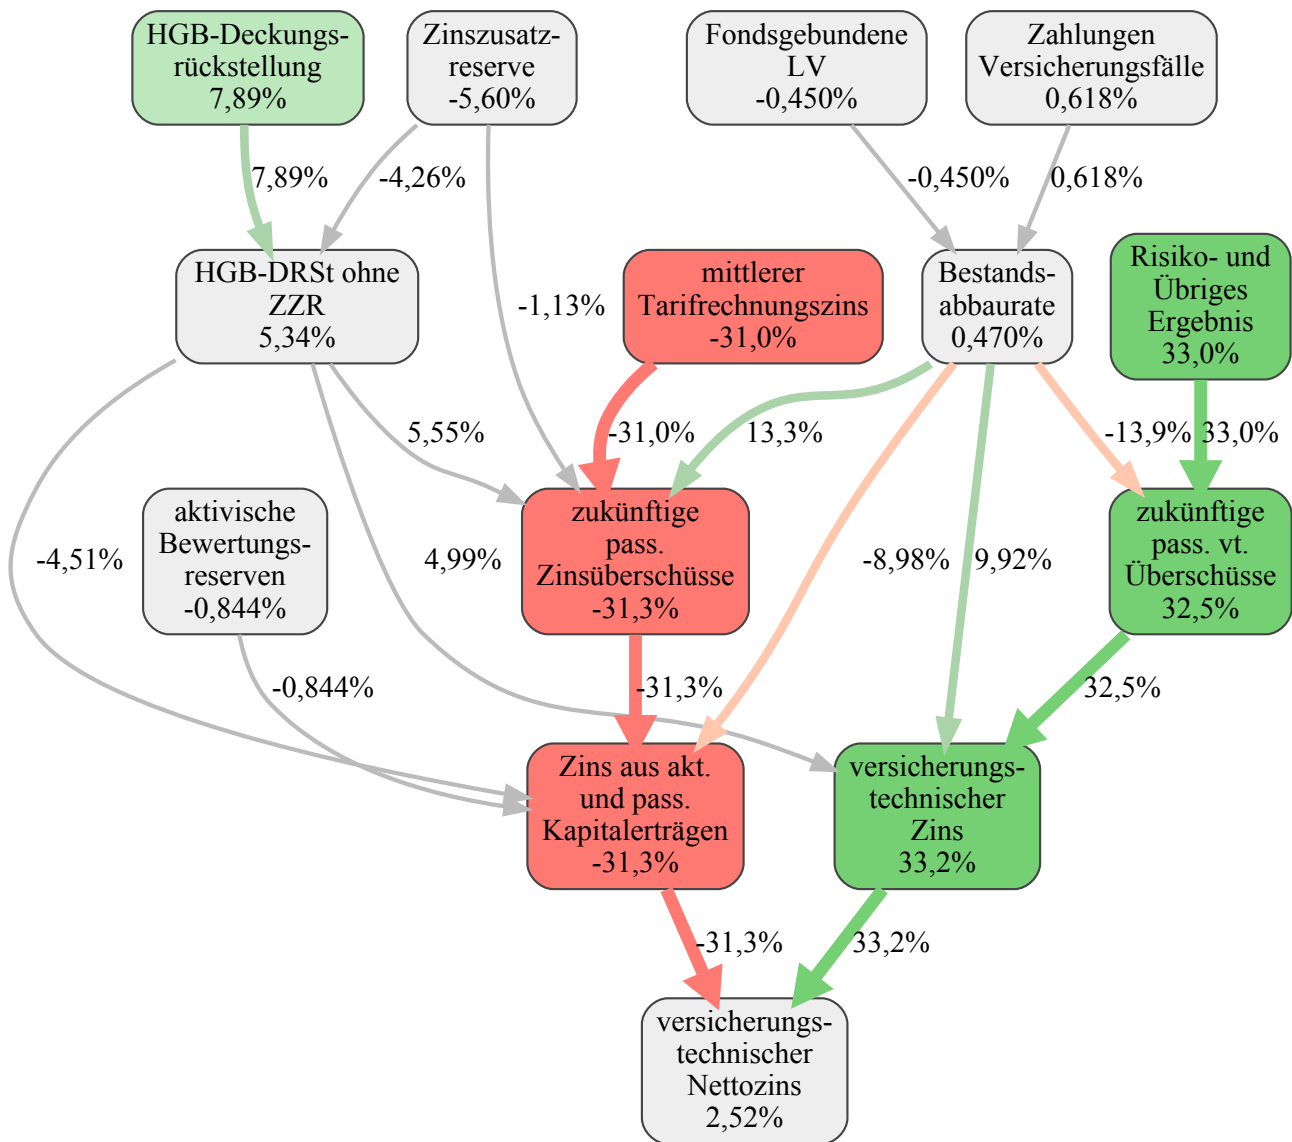 HGB-Deckungs-
rückstellung
7,89%
Zinszusatz-
reserve
-5,60%
Fondsgebundene
LV
-0,450%
Zahlungen
Versicherungsfälle
0,618%
7,89%
-4,26%
-0,450%
0,618%
HGB-DRSt ohne
ZZR
5,34%
-1,13%
mittlerer
Tarifrechnungszins
-31,0%
Bestands-
abbaurate
0,470%
Risiko- und
Übriges
Ergebnis
33,0%
5,55%
-31,0%
13,3%
-13,9%
33,0%
aktivische
Bewertungs-
reserven
-0,844%
zukünftige
pass.
Zinsüberschüsse
-31,3%
zukünftige
pass. vt.
Überschüsse
32,5%
-4,51%
4,99%
-8,98%
9,92%
-0,844%
-31,3%
32,5%
Zins aus akt.
und pass.
Kapitalerträgen
-31,3%
versicherungs-
technischer
Zins
33,2%
-31,3%
33,2%
versicherungs-
technischer
Nettozins
2,52%